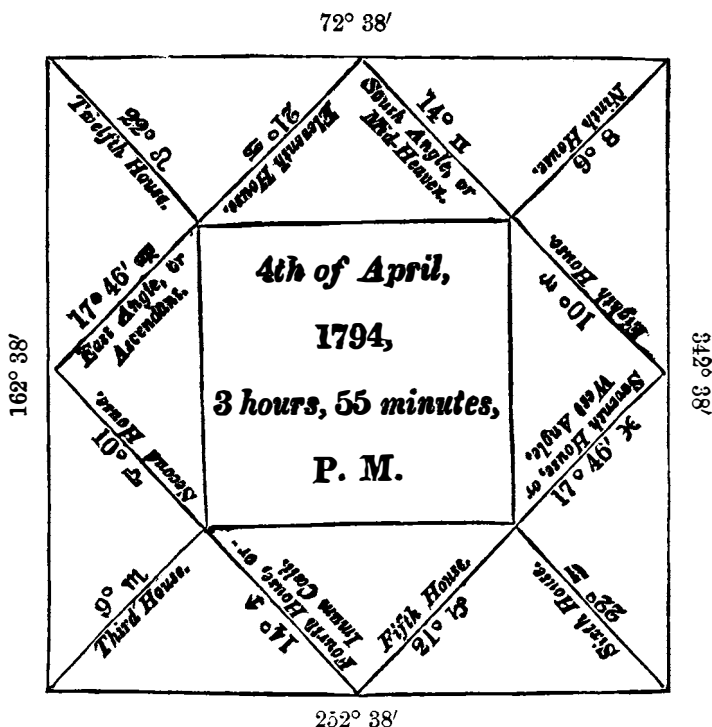 72° 38′
22° ♌
Twelfth House.
21° ♋
Eleventh House.
14° ♊
South Angle, or
Mid-Heaven.
9° ♉
Ninth House.
17° 46′ ♍
East Angle, or
Ascendant.
4th of April,
1794,
3 hours, 55 minutes,
P. M.
10° ♈
Eighth House.
162° 38′
342° 38′
10° ♎
Second House.
17° 46′ ♓
Seventh House, or
West Angle,
9° ♏
Third House.
14° ♐
Fourth House, or
Imum Cœli.
21° ♑
Fifth House.
22° ♒
Sixth House.
252° 38′